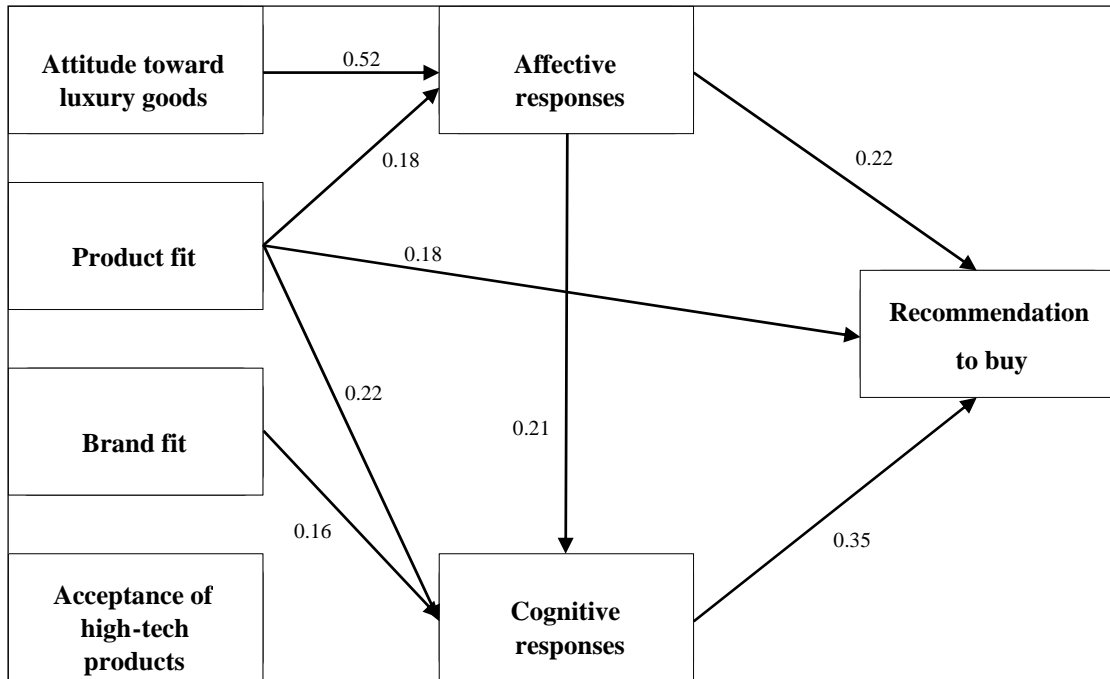 Attitude toward
luxury goods
0.52
Affective
responses
0.18
0.22
Product fit
0.18
Recommendation
to buy
0.22
0.21
Brand fit
0.16
0.35
Acceptance of
high-tech
products
Cognitive
responses